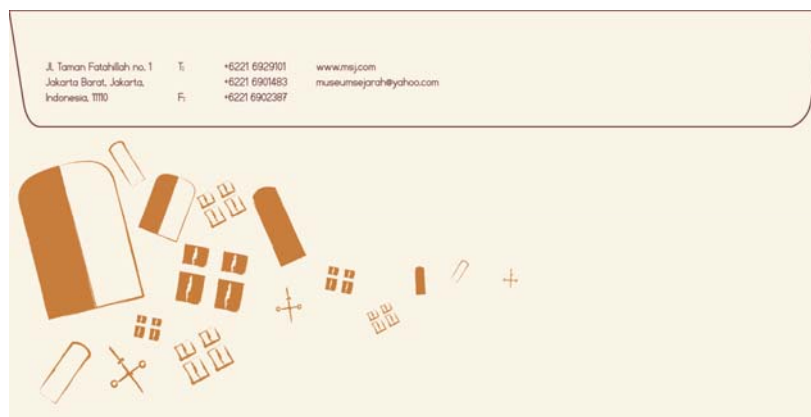 Jl. Taman Fatahillah no. 1 T: +6221 6929101 www.msj.com
Jakarta Barat, Jakarta, +6221 6901483 museumsejarah@yahoo.com
Indonesia, 11110 F: +6221 6902387